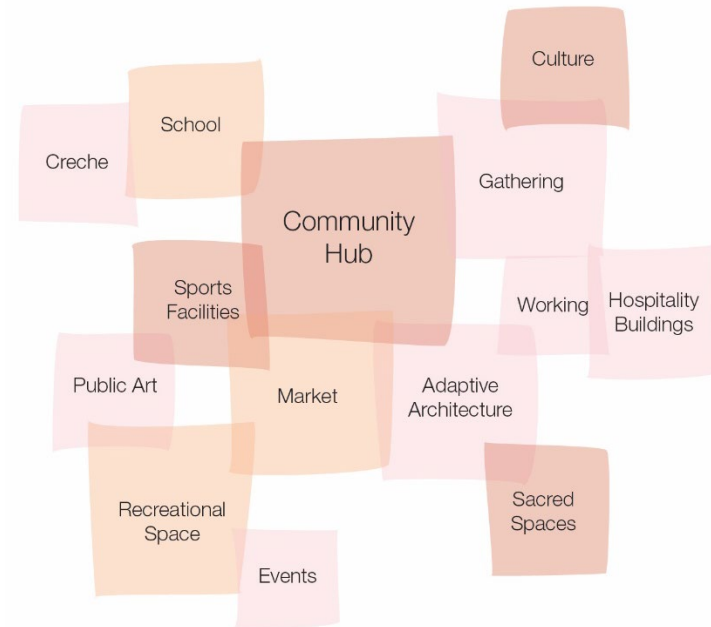 Culture
School
Creche
Gathering
Community
Hub
Sports
Facilities
Working
Hospitality
Buildings
Public Art
Market
Adaptive
Architecture
Recreational
Space
Sacred
Spaces
Events